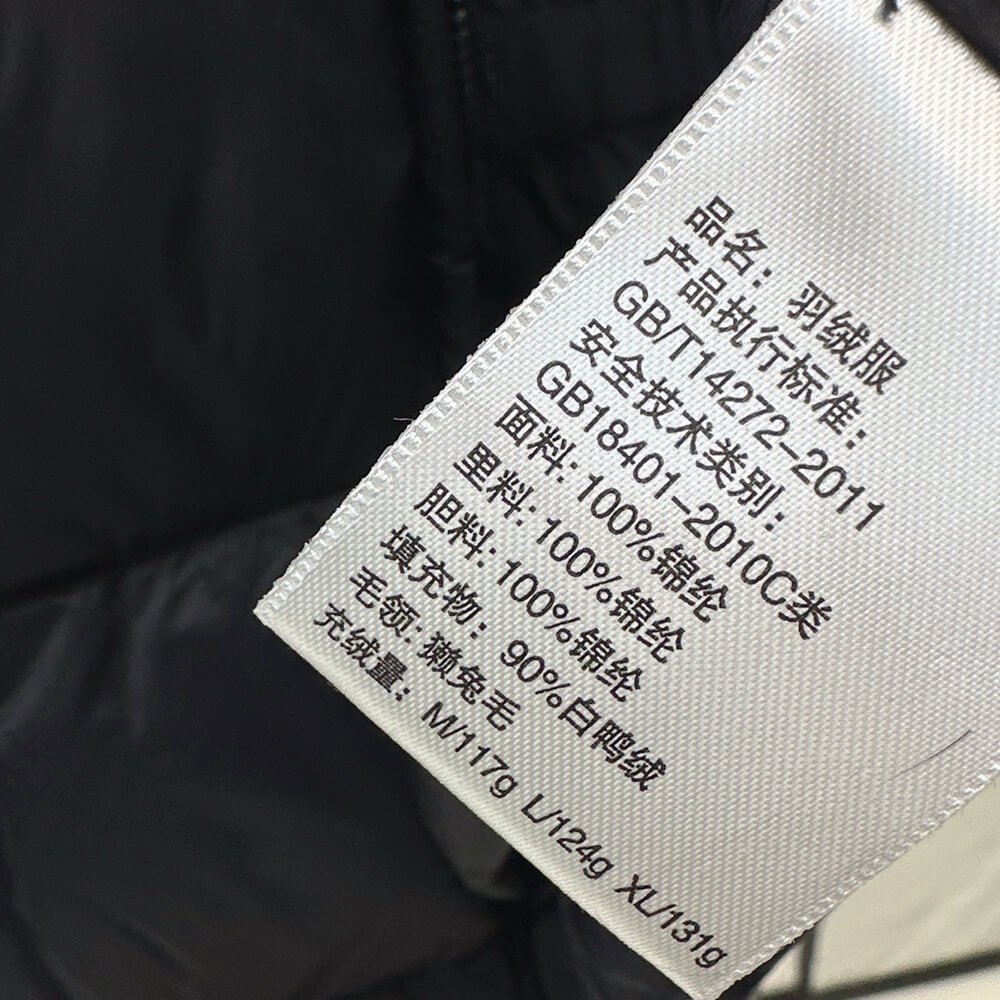 品名：羽绒服
产品执行标准：
GB/T14272-2011
安全技术类别：
GB18401-2010C类
面料：100%锦纶
里料：100%锦纶
胆料：100%锦纶
填充物：90%白鸭绒
毛领：獭兔毛
充绒量：M/117g L/124g XL/131g